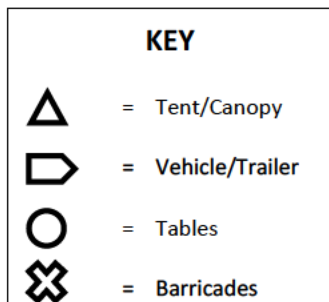 KEY
= Tent/Canopy
= Vehicle/Trailer
= Tables
= Barricades